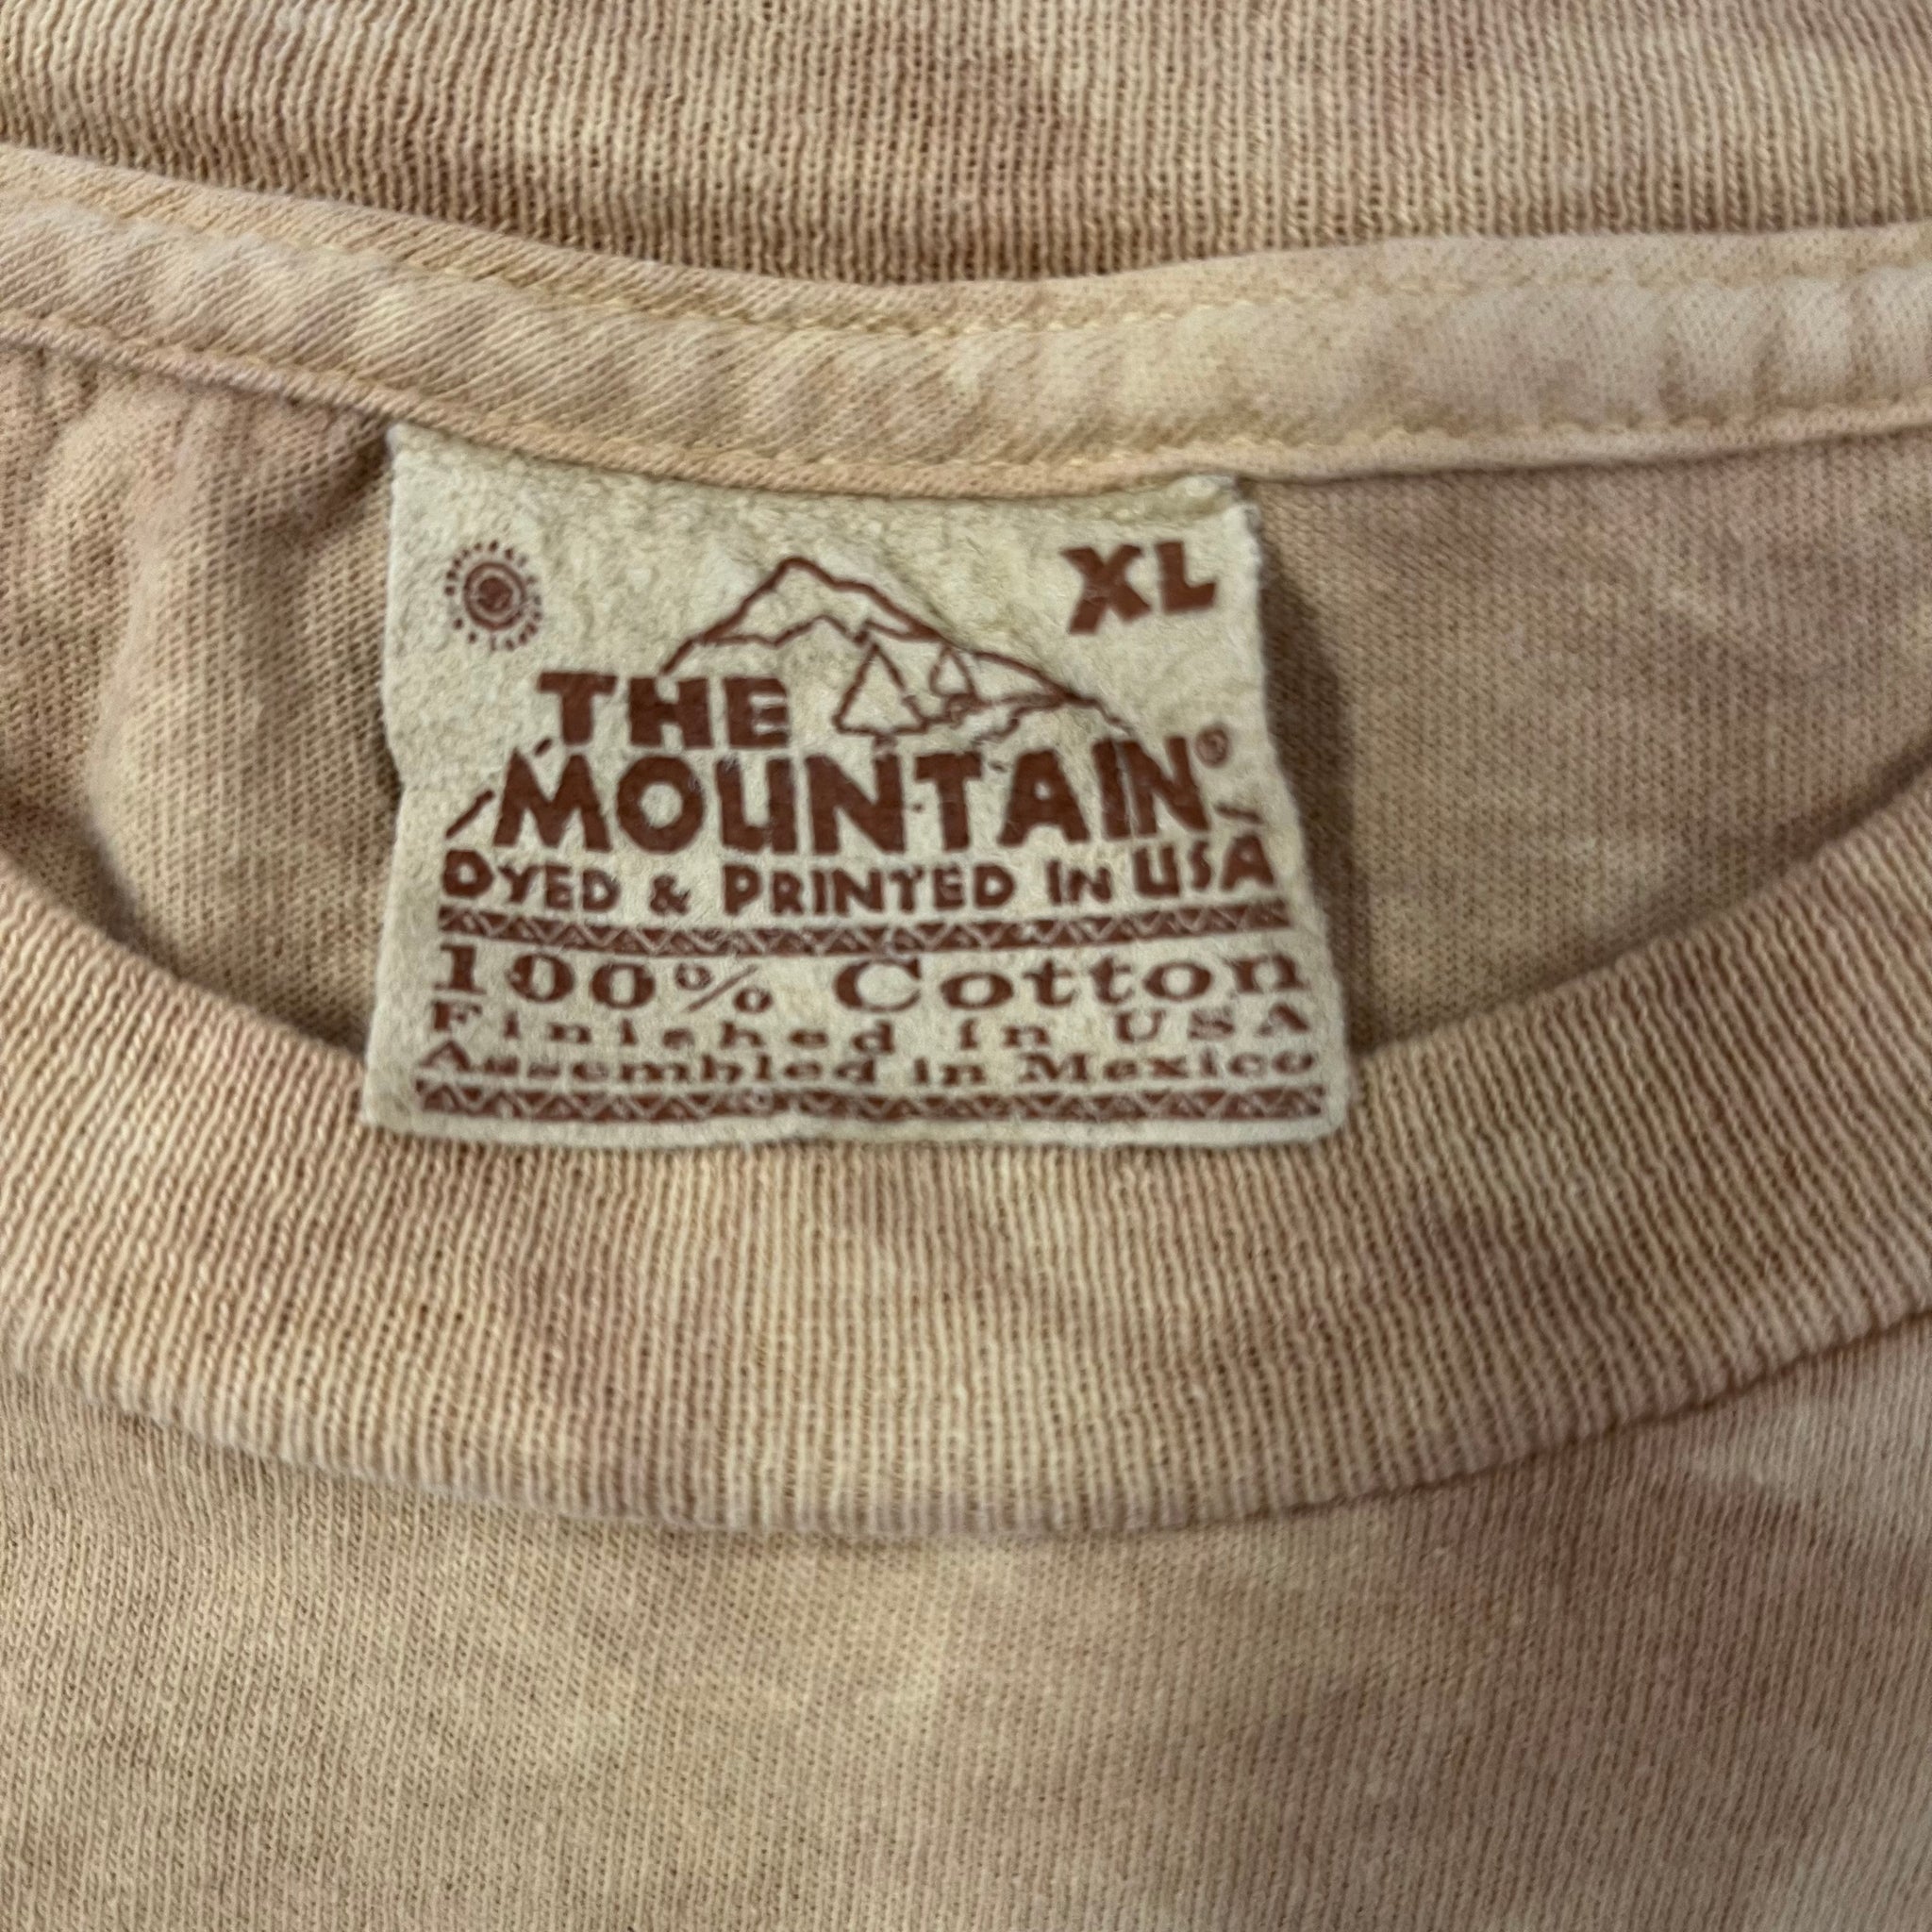 XL
THE
MOUNTAIN®
DYED & PRINTED IN USA
100% Cotton
Finished in USA
Assembled in Mexico